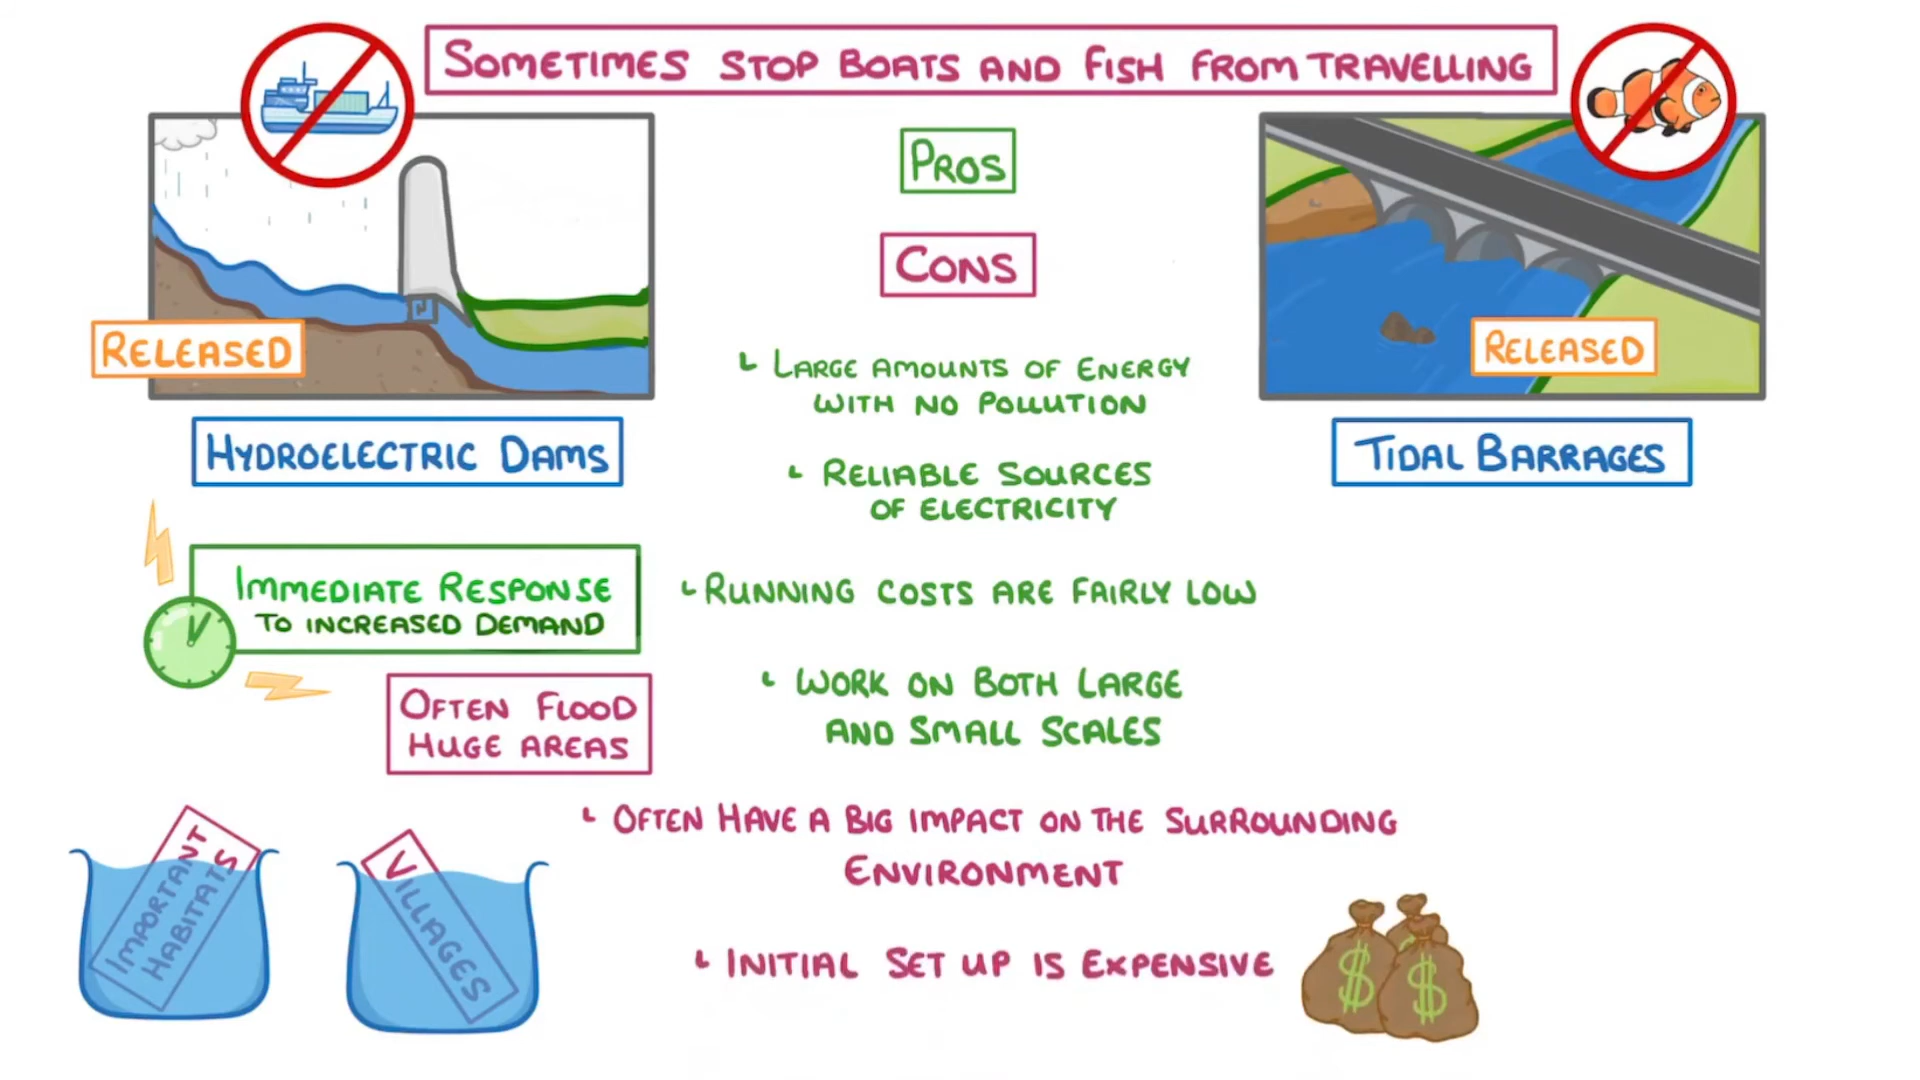 SOMETIMES STOP BOATS AND FISH FROM TRAVELLING
PROS
CONS
RELEASED
RELEASED
HYDROELECTRIC DAMS
TIDAL BARRAGES
LARGE AMOUNTS OF ENERGY
WITH NO POLLUTION
RELIABLE SOURCES
OF ELECTRICITY
IMMEDIATE RESPONSE
TO INCREASED DEMAND
RUNNING COSTS ARE FAIRLY LOW
OFTEN FLOOD
HUGE AREAS
WORK ON BOTH LARGE
AND SMALL SCALES
IMPORTANT
HABITATS
VILLAGES
OFTEN HAVE A BIG IMPACT ON THE SURROUNDING
ENVIRONMENT
INITIAL SET UP IS EXPENSIVE
$ $